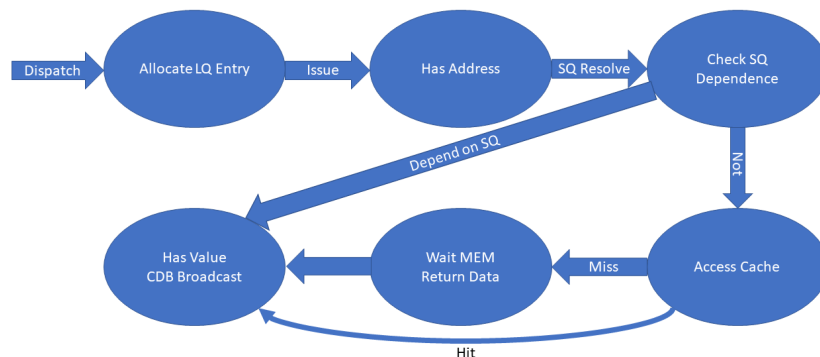 Dispatch
Allocate LQ Entry
Issue
Has Address
SQ Resolve
Check SQ
Dependence
Depend on SQ
Not
Has Value
CDB Broadcast
Wait MEM
Return Data
Miss
Access Cache
Hit